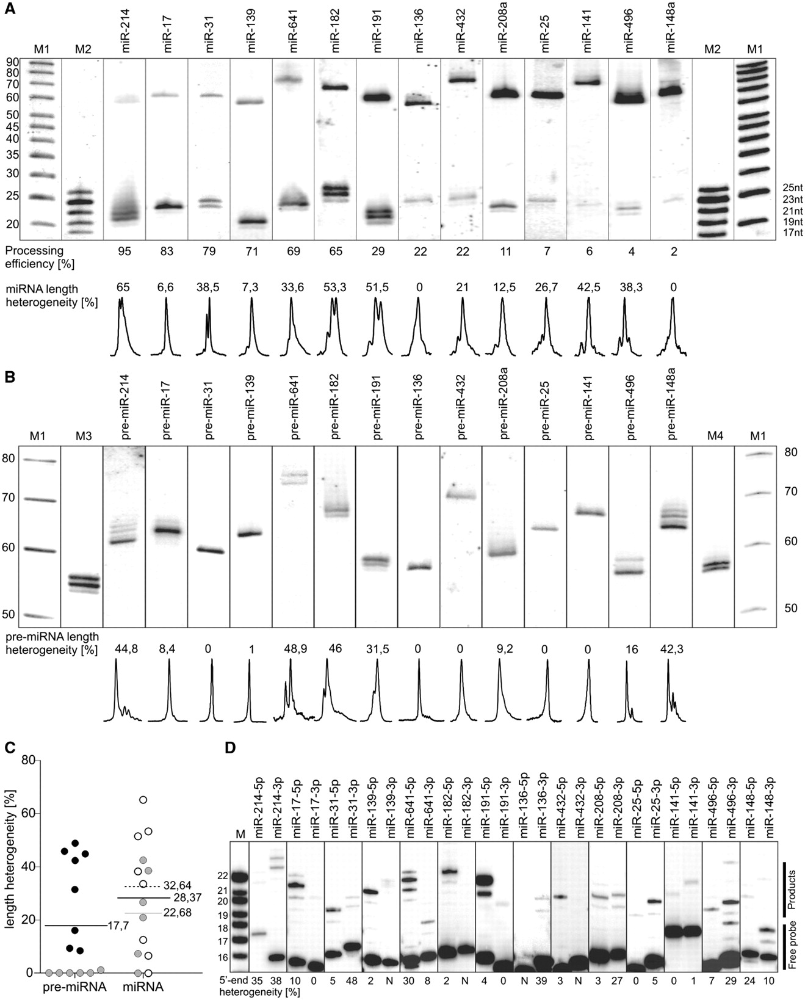 A
miR-214 miR-17 miR-31 miR-139 miR-641 miR-182 miR-191 miR-136 miR-432 miR-208a miR-25 miR-141 miR-496 miR-148a
M1 M2 M2 M1
90
80
70
60
50
45
40
35
30
25
20
25nt
23nt
21nt
19nt
17nt
Processing efficiency [%] 95 83 79 71 69 65 29 22 22 11 7 6 4 2
miRNA length heterogeneity [%] 65 6,6 38,5 7,3 33,6 53,3 51,5 0 21 12,5 26,7 42,5 38,3 0
B
pre-miR-214 pre-miR-17 pre-miR-31 pre-miR-139 pre-miR-641 pre-miR-182 pre-miR-191 pre-miR-136 pre-miR-432 pre-miR-208a pre-miR-25 pre-miR-141 pre-miR-496 pre-miR-148a
M1 M3 M4 M1
80 80
70 70
60 60
50 50
pre-miRNA length heterogeneity [%] 44,8 8,4 0 1 48,9 46 31,5 0 0 9,2 0 0 16 42,3
C
length heterogeneity [%]
80
60
40
20
0
32,64
28,37
22,68
17,7
pre-miRNA miRNA
D
M miR-214-5p miR-214-3p miR-17-5p miR-17-3p miR-31-5p miR-31-3p miR-139-5p miR-139-3p miR-641-5p miR-641-3p miR-182-5p miR-182-3p miR-191-5p miR-191-3p miR-136-5p miR-136-3p miR-432-5p miR-432-3p miR-208-5p miR-208-3p miR-25-5p miR-25-3p miR-141-5p miR-141-3p miR-496-5p miR-496-3p miR-148-5p miR-148-3p
22
21
20
19
18
17
16
Products
Free probe
5'-end heterogeneity [%] 35 38 10 0 5 48 2 N 30 8 2 N 4 0 N 39 3 N 3 27 0 5 0 1 7 29 24 10